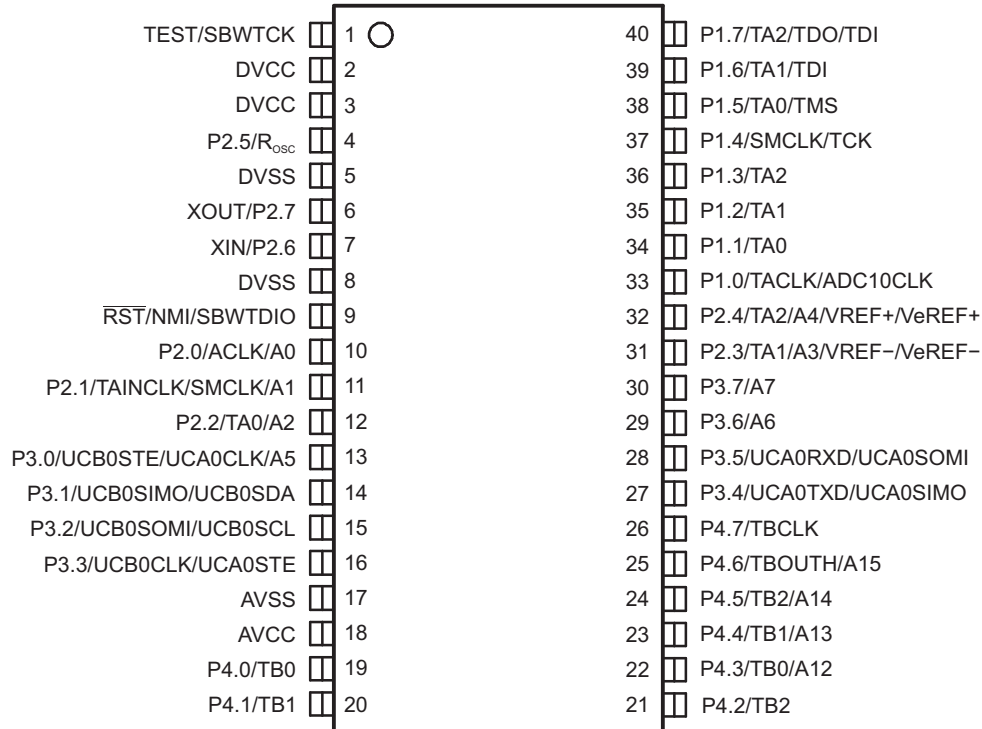 TEST/SBWTCK 1 40 P1.7/TA2/TDO/TDI
DVCC 2 39 P1.6/TA1/TDI
DVCC 3 38 P1.5/TA0/TMS
P2.5/ROSC 4 37 P1.4/SMCLK/TCK
DVSS 5 36 P1.3/TA2
XOUT/P2.7 6 35 P1.2/TA1
XIN/P2.6 7 34 P1.1/TA0
DVSS 8 33 P1.0/TACLK/ADC10CLK
RST/NMI/SBWTDIO 9 32 P2.4/TA2/A4/VREF+/VeREF+
P2.0/ACLK/A0 10 31 P2.3/TA1/A3/VREF−/VeREF−
P2.1/TAINCLK/SMCLK/A1 11 30 P3.7/A7
P2.2/TA0/A2 12 29 P3.6/A6
P3.0/UCB0STE/UCA0CLK/A5 13 28 P3.5/UCA0RXD/UCA0SOMI
P3.1/UCB0SIMO/UCB0SDA 14 27 P3.4/UCA0TXD/UCA0SIMO
P3.2/UCB0SOMI/UCB0SCL 15 26 P4.7/TBCLK
P3.3/UCB0CLK/UCA0STE 16 25 P4.6/TBOUTH/A15
AVSS 17 24 P4.5/TB2/A14
AVCC 18 23 P4.4/TB1/A13
P4.0/TB0 19 22 P4.3/TB0/A12
P4.1/TB1 20 21 P4.2/TB2